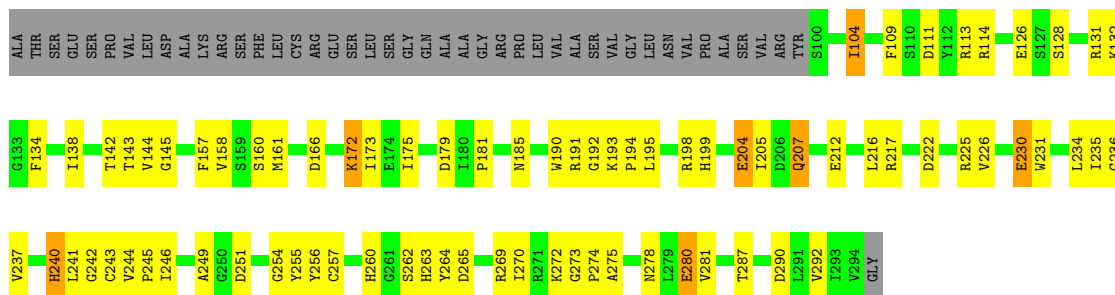 ALA THR SER GLU SER PRO VAL LEU ASP ALA LYS ARG SER PHE LEU CYS ARG GLU SER LEU SER GLY GLN ALA ALA GLY ARG PRO LEU VAL ALA SER VAL GLY LEU ASN VAL PRO ALA SER VAL ARG TYR S100 I104 F109 S110 D111 Y112 R113 R114 E126 S127 S128 R131
G133 F134 I138 T142 T143 V144 G145 F157 V158 S159 S160 M161 D166 K172 I173 E174 I175 D179 I180 P181 N185 W190 R191 G192 K193 P194 L195 R198 H199 E204 I205 D206 Q207 E212 L216 R217 D222 R225 V226 E230 W231 L234 I235
V237 H240 L241 G242 C243 V244 P245 I246 A249 G250 D251 G254 Y255 Y256 C257 H260 G261 S262 H263 Y264 D265 R269 I270 R271 K272 G273 P274 A275 N278 L279 E280 V281 T287 D290 L291 V292 I293 V294 GLY